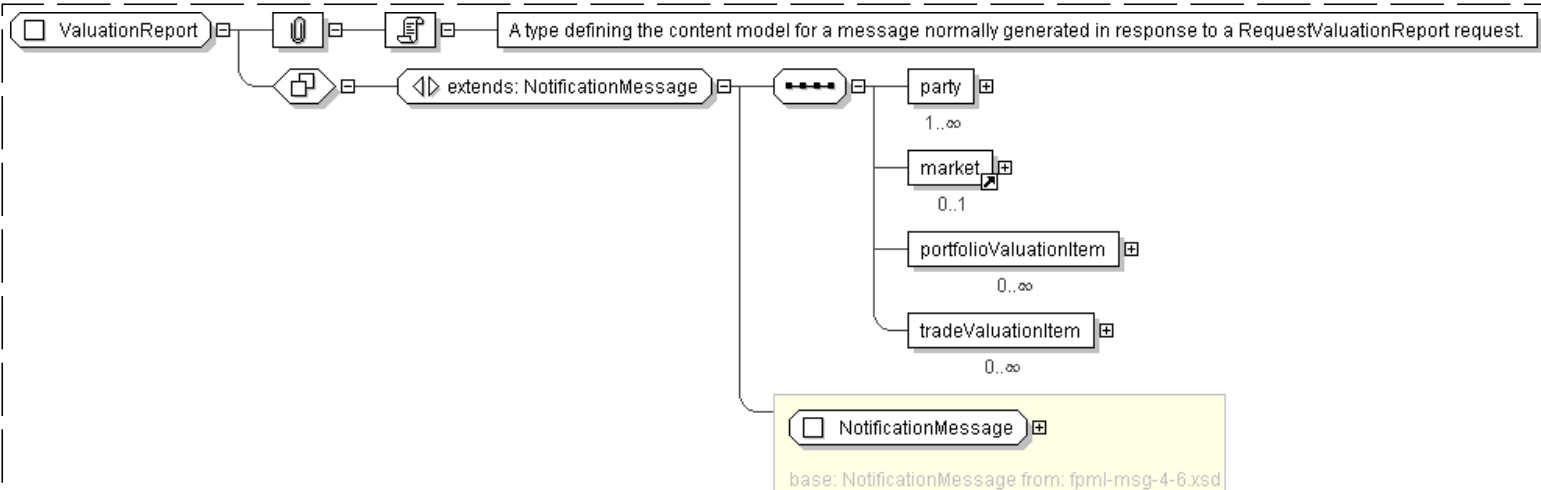 ValuationReport
A type defining the content model for a message normally generated in response to a RequestValuationReport request.
extends: NotificationMessage
party
1..∞
market
0..1
portfolioValuationItem
0..∞
tradeValuationItem
0..∞
NotificationMessage
base: NotificationMessage from: fpml-msg-4-6.xsd